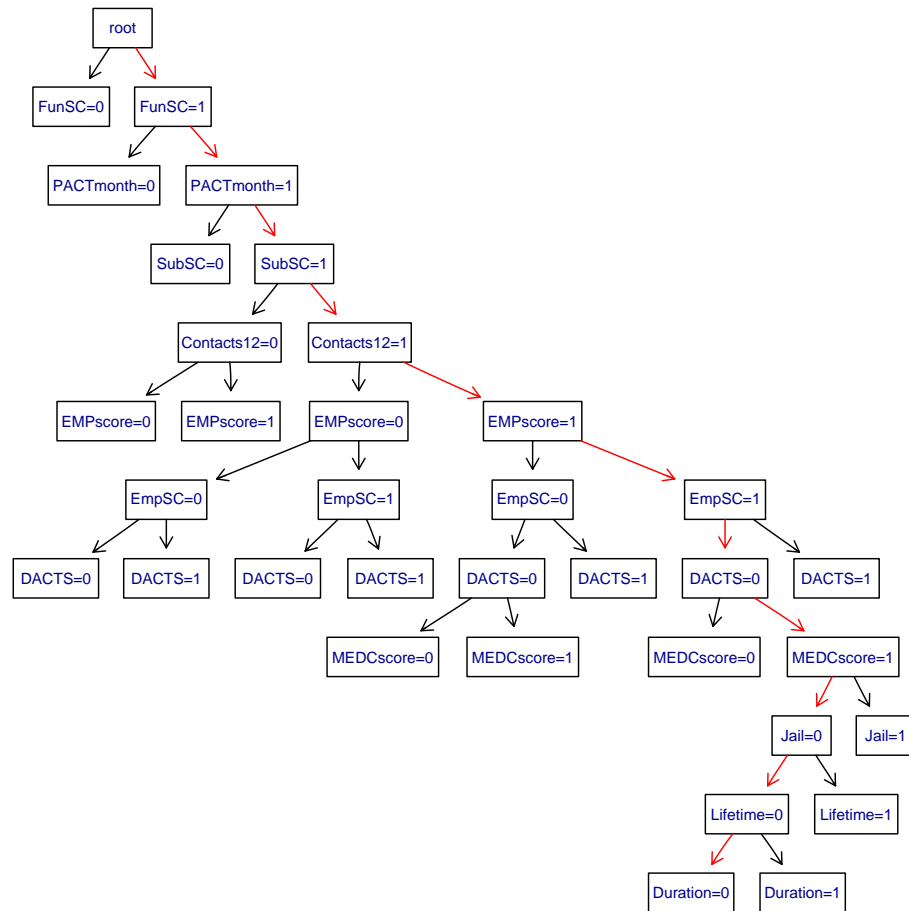 root
FunSC=0 FunSC=1
PACTmonth=0 PACTmonth=1
SubSC=0 SubSC=1
Contacts12=0 Contacts12=1
EMPscore=0 EMPscore=1 EMPscore=0 EMPscore=1
EmpSC=0 EmpSC=1 EmpSC=0 EmpSC=1
DACTS=0 DACTS=1 DACTS=0 DACTS=1 DACTS=0 DACTS=1 DACTS=0 DACTS=1
MEDCscore=0 MEDCscore=1 MEDCscore=0 MEDCscore=1
Jail=0 Jail=1
Lifetime=0 Lifetime=1
Duration=0 Duration=1